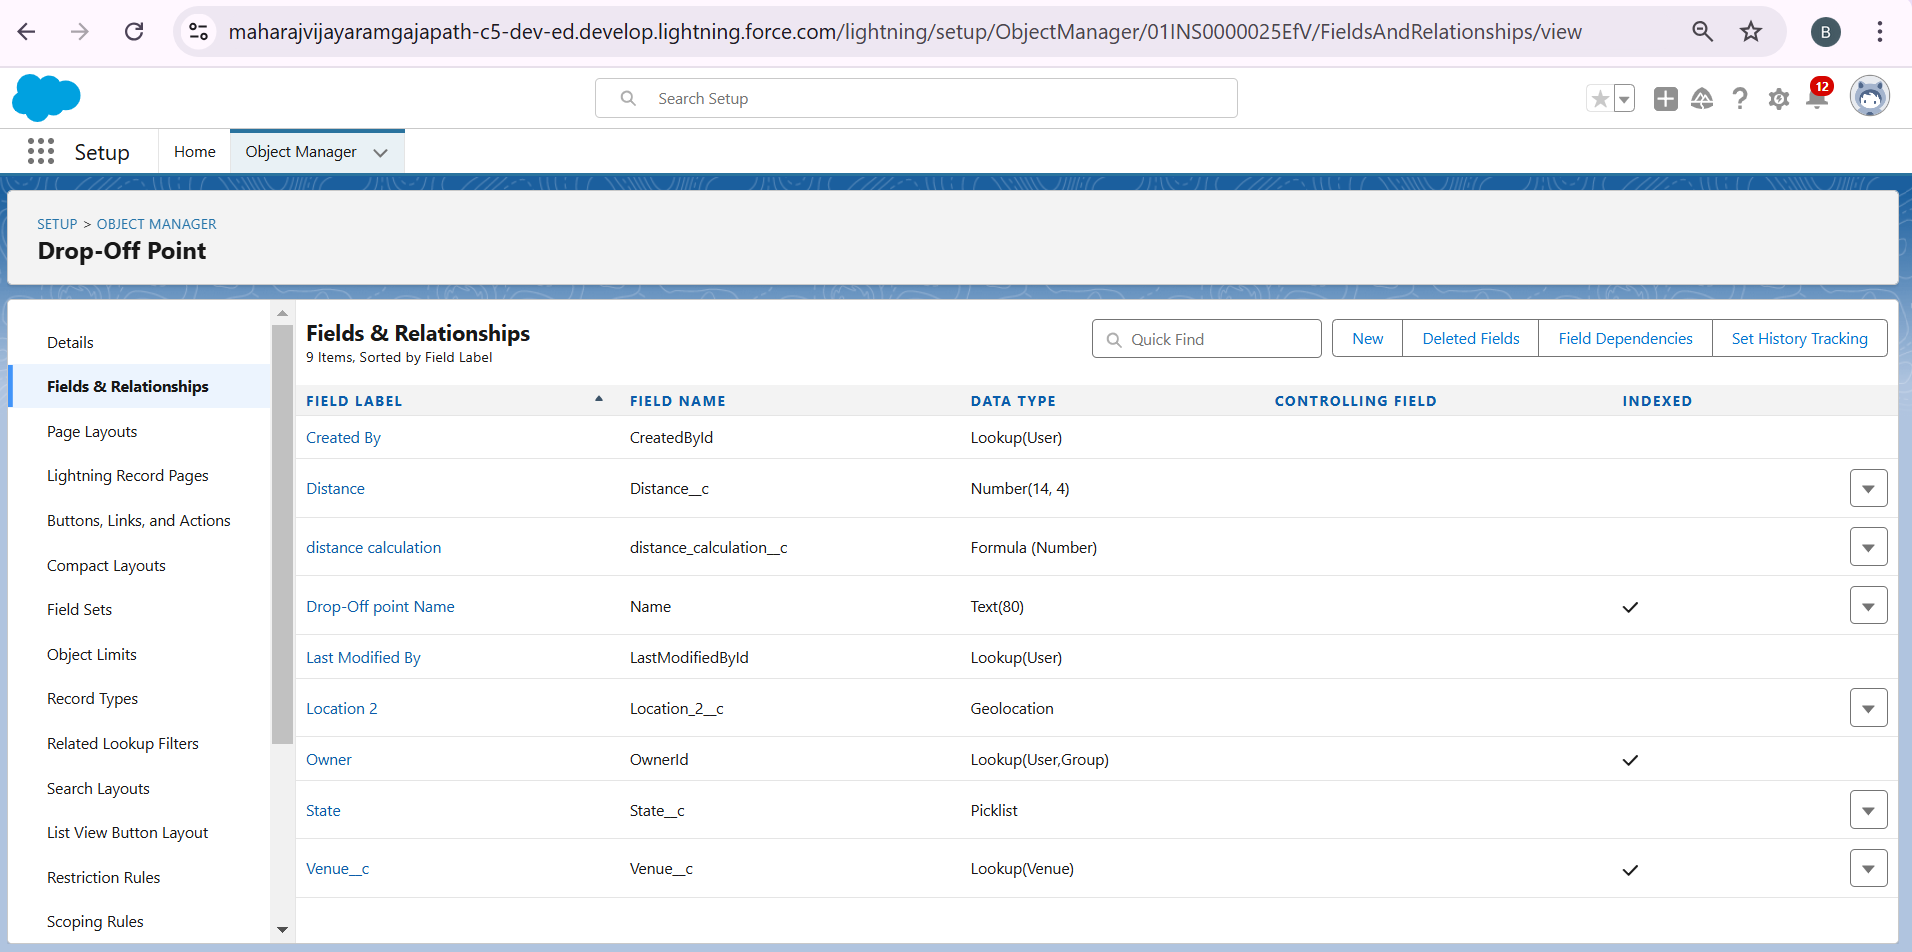 maharajvijayaramgajapath-c5-dev-ed.develop.lightning.force.com/lightning/setup/ObjectManager/01INS0000025EfV/FieldsAndRelationships/view
B
Search Setup
12
Setup
Home
Object Manager
SETUP > OBJECT MANAGER
Drop-Off Point
Details
Fields & Relationships
Page Layouts
Lightning Record Pages
Buttons, Links, and Actions
Compact Layouts
Field Sets
Object Limits
Record Types
Related Lookup Filters
Search Layouts
List View Button Layout
Restriction Rules
Scoping Rules
Fields & Relationships
9 Items, Sorted by Field Label
Quick Find
New
Deleted Fields
Field Dependencies
Set History Tracking
FIELD LABEL FIELD NAME DATA TYPE CONTROLLING FIELD INDEXED
Created By CreatedById Lookup(User)
Distance Distance__c Number(14, 4)
distance calculation distance_calculation__c Formula (Number)
Drop-Off point Name Name Text(80)
Last Modified By LastModifiedById Lookup(User)
Location 2 Location_2__c Geolocation
Owner OwnerId Lookup(User,Group)
State State__c Picklist
Venue__c Venue__c Lookup(Venue)